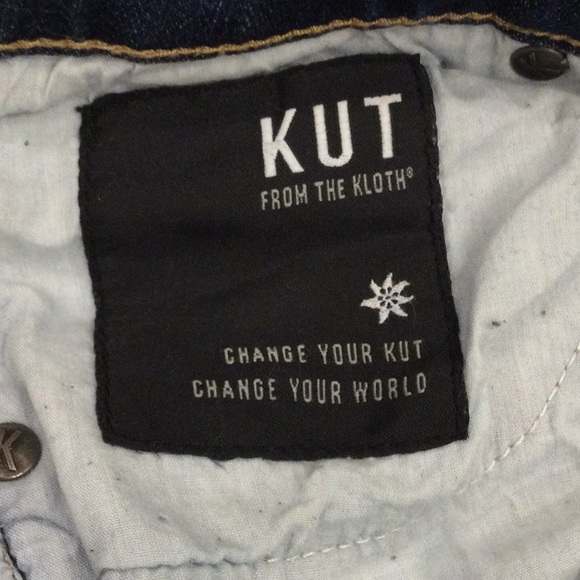 KUT
FROM THE KLOTH®
CHANGE YOUR KUT
CHANGE YOUR WORLD
K